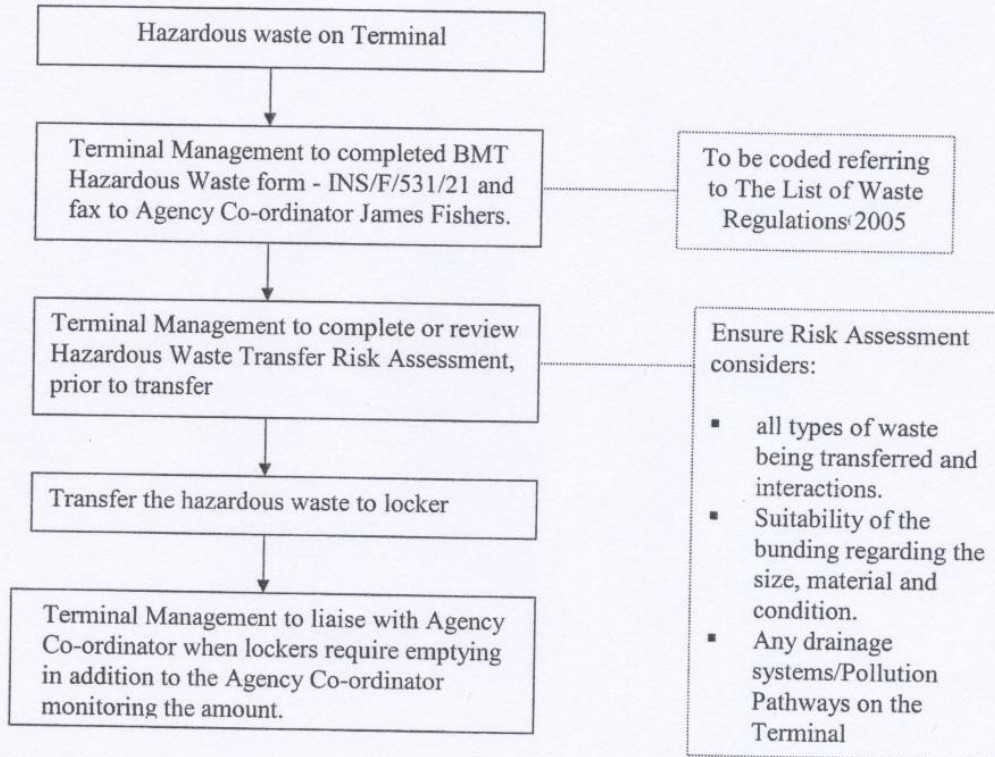 Hazardous waste on Terminal
Terminal Management to completed BMT
Hazardous Waste form - INS/F/531/21 and
fax to Agency Co-ordinator James Fishers.
To be coded referring
to The List of Waste
Regulations 2005
Terminal Management to complete or review
Hazardous Waste Transfer Risk Assessment,
prior to transfer
Ensure Risk Assessment
considers:
▪ all types of waste
being transferred and
interactions.
▪ Suitability of the
bunding regarding the
size, material and
condition.
▪ Any drainage
systems/Pollution
Pathways on the
Terminal
Transfer the hazardous waste to locker
Terminal Management to liaise with Agency
Co-ordinator when lockers require emptying
in addition to the Agency Co-ordinator
monitoring the amount.